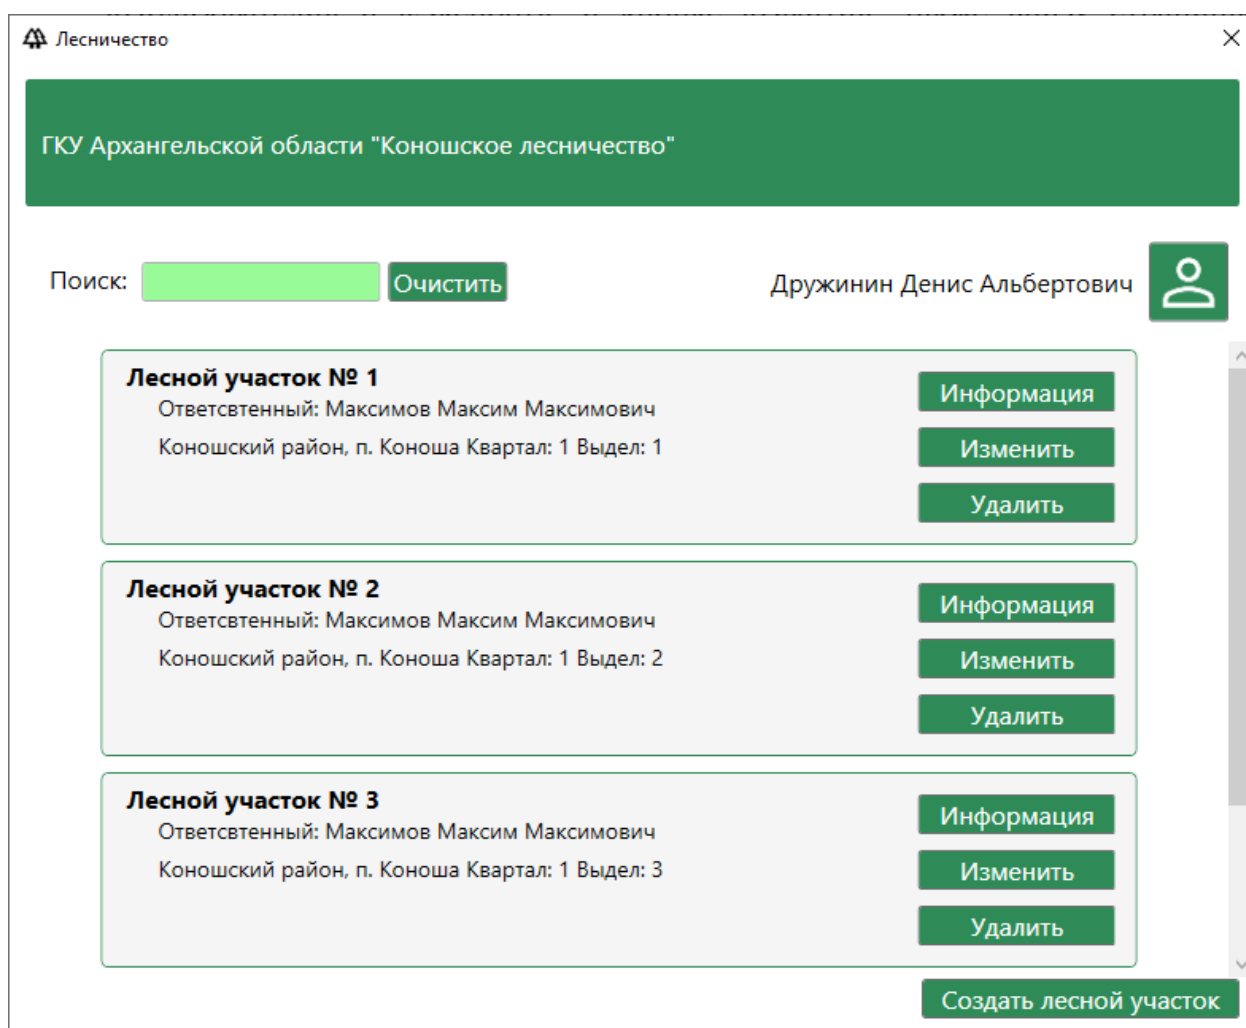 Лесничество
ГКУ Архангельской области "Коношское лесничество"
Поиск: Очистить Дружинин Денис Альбертович
Лесной участок № 1
Ответсвтенный: Максимов Максим Максимович
Коношский район, п. Коноша Квартал: 1 Выдел: 1
Информация
Изменить
Удалить
Лесной участок № 2
Ответсвтенный: Максимов Максим Максимович
Коношский район, п. Коноша Квартал: 1 Выдел: 2
Информация
Изменить
Удалить
Лесной участок № 3
Ответсвтенный: Максимов Максим Максимович
Коношский район, п. Коноша Квартал: 1 Выдел: 3
Информация
Изменить
Удалить
Создать лесной участок